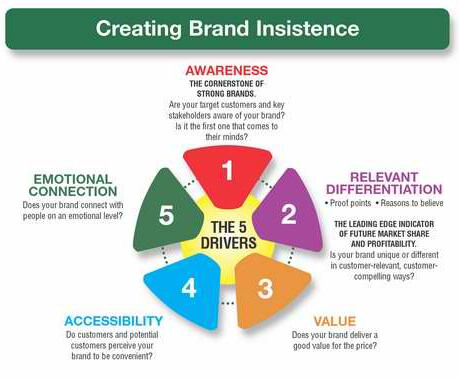 Creating Brand Insistence
AWARENESS
THE CORNERSTONE OF
STRONG BRANDS.
Are your target customers and key
stakeholders aware of your brand?
Is it the first one that comes to
their minds?
1
RELEVANT
DIFFERENTIATION
• Proof points • Reasons to believe
THE LEADING EDGE INDICATOR
OF FUTURE MARKET SHARE
AND PROFITABILITY.
Is your brand unique or different
in customer-relevant, customer-
compelling ways?
2
VALUE
Does your brand deliver a
good value for the price?
3
ACCESSIBILITY
Do customers and potential
customers perceive your
brand to be convenient?
4
EMOTIONAL
CONNECTION
Does your brand connect with
people on an emotional level?
5
THE 5
DRIVERS